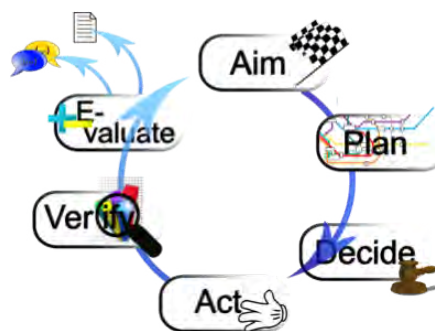 Aim
Plan
Decide
Act
Verify
E-
valuate